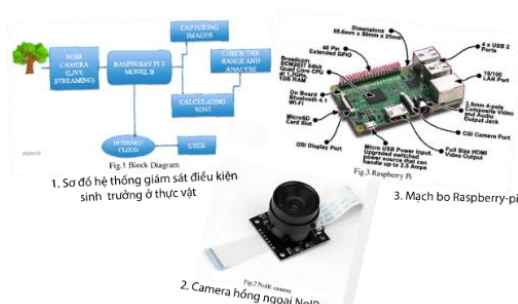 NOIR
CAMERA
(LIVE
STREAMING)
RASPBERRY PI 3
MODEL B
CAPTURING
IMAGES
CHECK THE
RANGE AND
ANALYSE
CALCULATING
NDVI
INTERNET/
CLOUD
USER
Fig.1 Block Diagram
1. Sơ đồ hệ thống giám sát điều kiện
sinh trưởng ở thực vật
Dimensions
85.6mm x 56mm x 21mm
40 Pin
Extended GPIO
Broadcom
BCM2837 64bit
Quad Core CPU
at 1.2GHz,
1GB RAM
On Board
Bluetooth 4.1
Wi-Fi
MicroSD
Card Slot
DSI Display Port
Micro USB Power Input.
Upgraded switched
power source that can
handle up to 2.5 Amps
4 x USB 2
Ports
10/100
LAN Port
3.5mm 4-pole
Composite Video
and Audio
Output Jack
CSI Camera Port
Full Size HDMI
Video Output
Fig.3 Raspberry Pi
3. Mạch bo Raspberry-pi
Fig.2 NoIR camera
2. Camera hồng ngoại NoIR